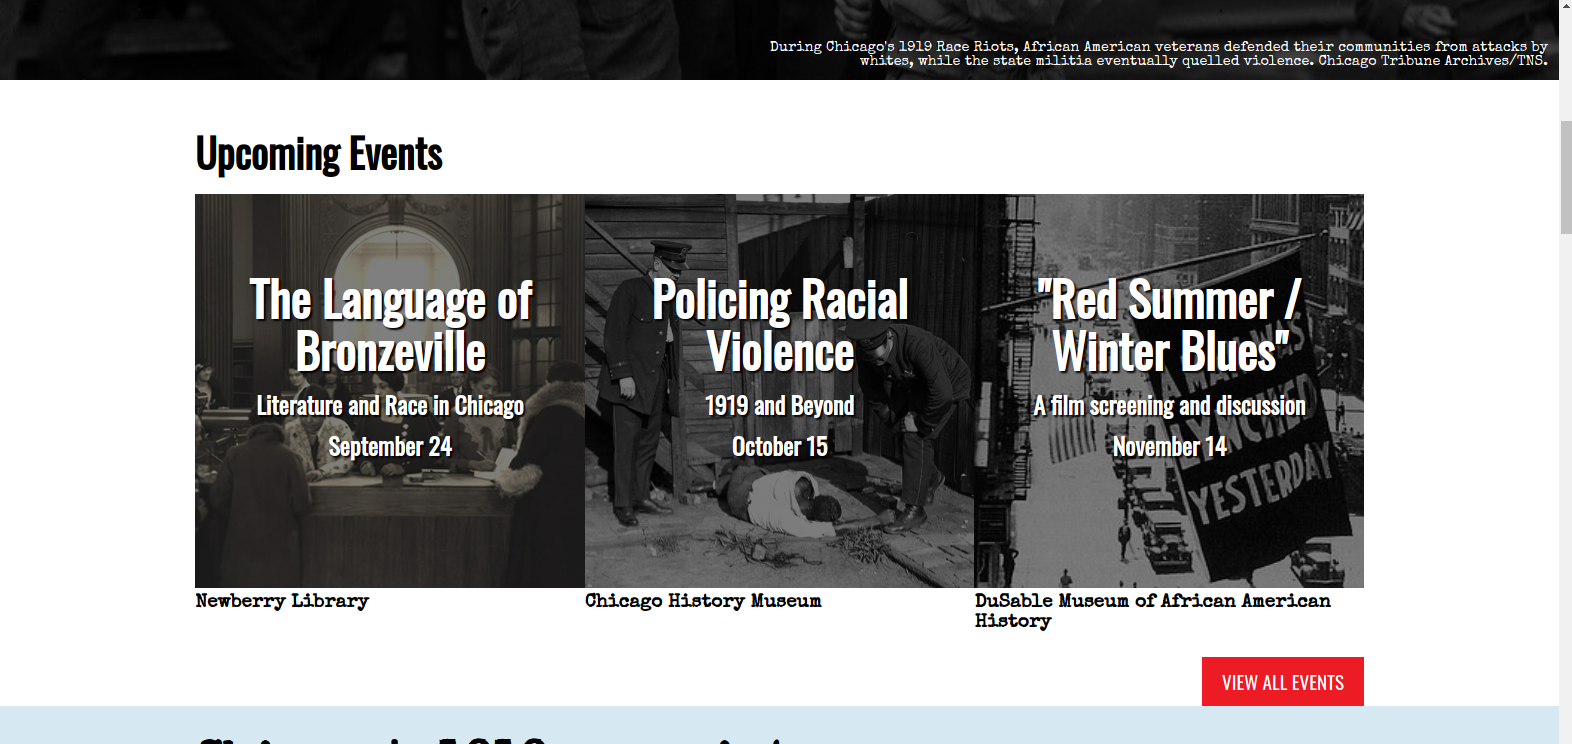 During Chicago's 1919 Race Riots, African American veterans defended their communities from attacks by
whites, while the state militia eventually quelled violence. Chicago Tribune Archives/TNS.
Upcoming Events
The Language of
Bronzeville
Literature and Race in Chicago
September 24
Newberry Library
Policing Racial
Violence
1919 and Beyond
October 15
Chicago History Museum
"Red Summer /
Winter Blues"
A film screening and discussion
November 14
LYNCHED
YESTERDAY
DuSable Museum of African American
History
VIEW ALL EVENTS